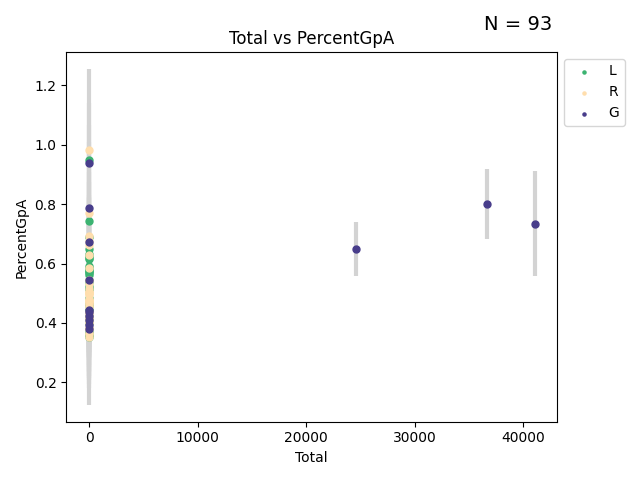 N = 93
Total vs PercentGpA
L
R
G
PercentGpA
1.2
1.0
0.8
0.6
0.4
0.2
0 10000 20000 30000 40000
Total